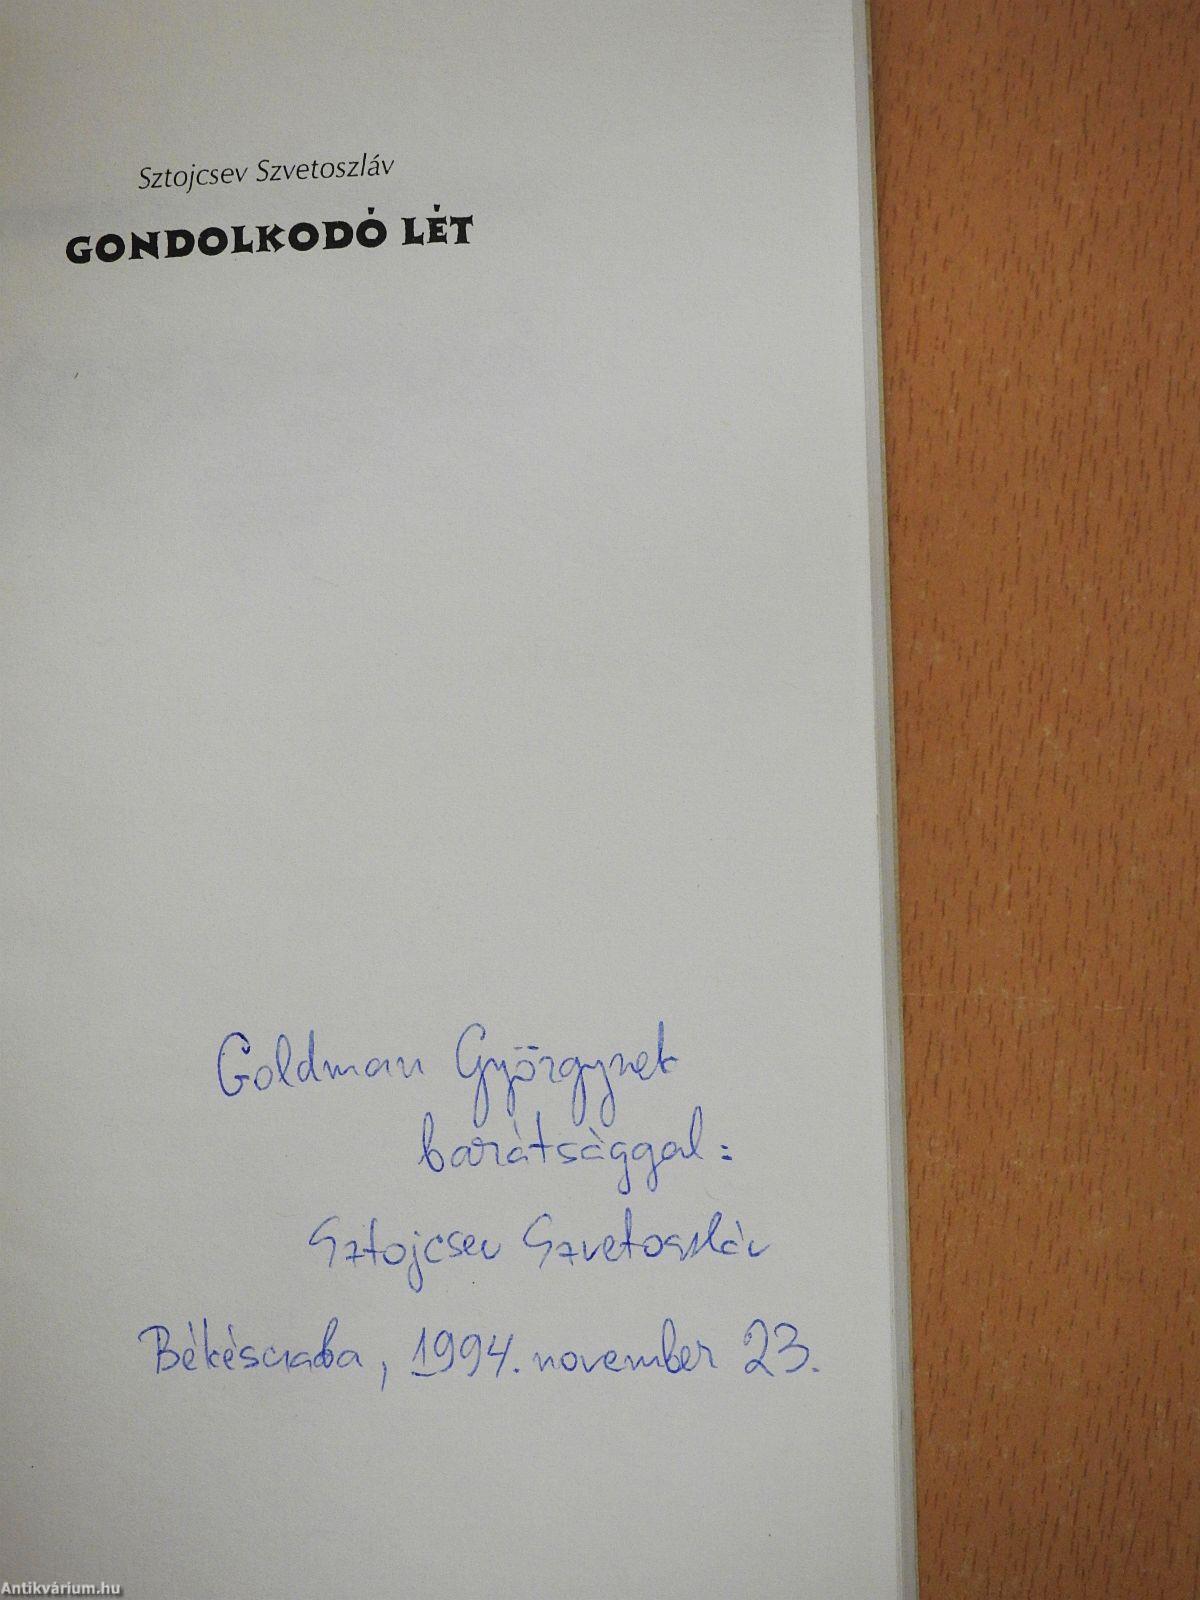 Sztojcsev Szvetoszláv
GONDOLKODÓ LÉT
Goldman Györgynek
barátsággal:
Sztojcsev Szvetoszláv
Békéscsaba, 1994. november 23.
Antikvárium.hu